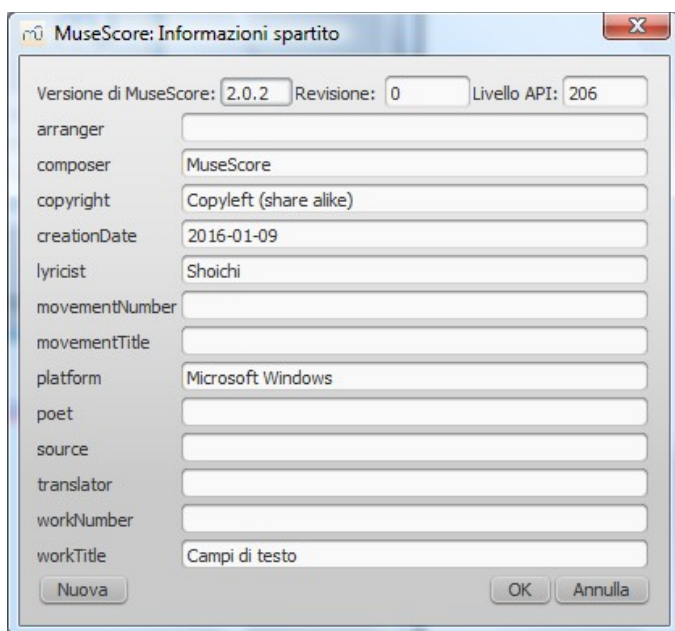 MuseScore: Informazioni spartito
Versione di MuseScore: 2.0.2 Revisione: 0 Livello API: 206
arranger
composer MuseScore
copyright Copyleft (share alike)
creationDate 2016-01-09
lyricist Shoichi
movementNumber
movementTitle
platform Microsoft Windows
poet
source
translator
workNumber
workTitle Campi di testo
Nuova OK Annulla